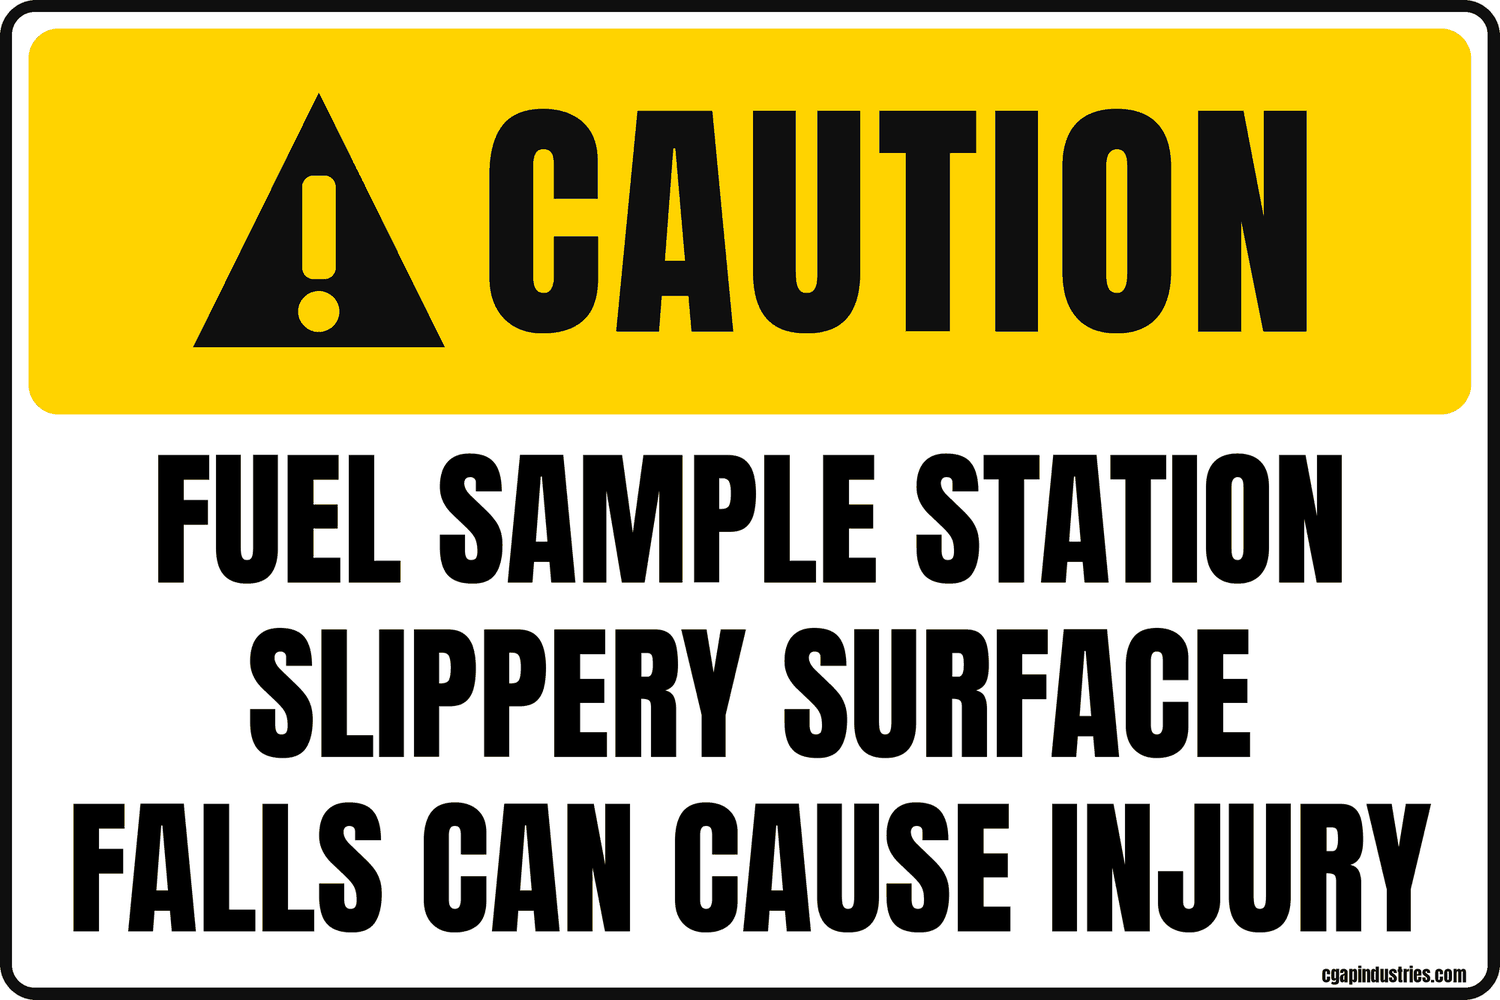 CAUTION
FUEL SAMPLE STATION
SLIPPERY SURFACE
FALLS CAN CAUSE INJURY
cgapindustries.com